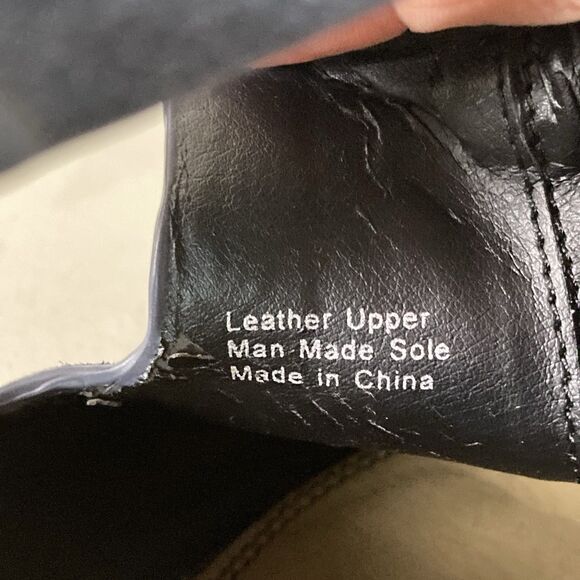 Leather Upper
Man Made Sole
Made in China